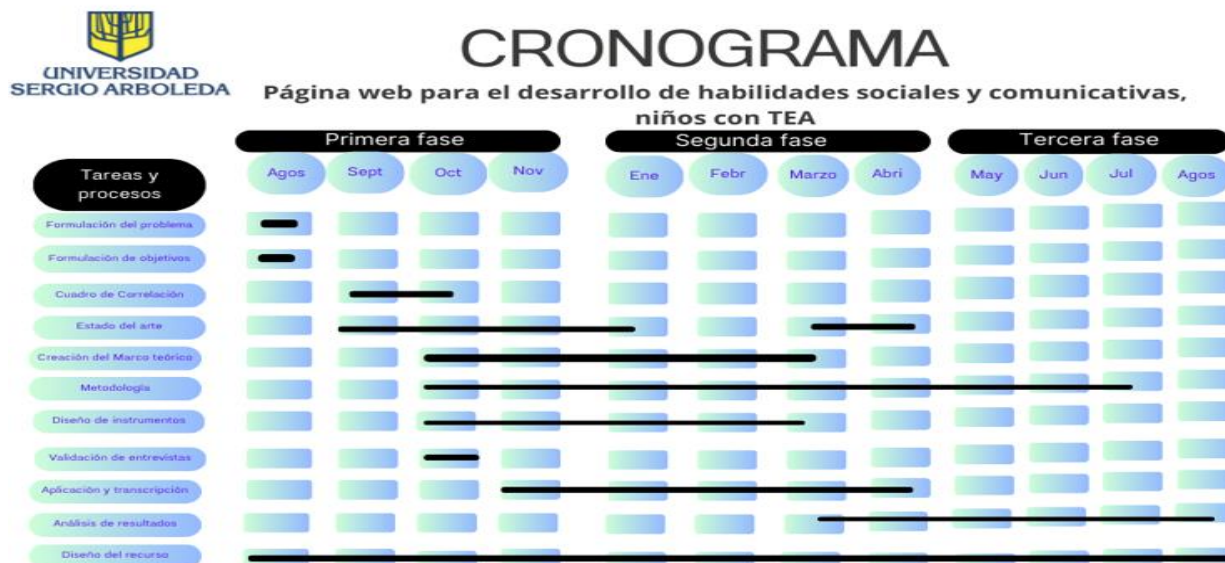 CRONOGRAMA
UNIVERSIDAD
SERGIO ARBOLEDA
Página web para el desarrollo de habilidades sociales y comunicativas,
niños con TEA
Primera fase
Segunda fase
Tercera fase
Tareas y
procesos
Agos
Sept
Oct
Nov
Ene
Febr
Marzo
Abri
May
Jun
Jul
Agos
Formulación del problema
Formulación de objetivos
Cuadro de Correlación
Estado del arte
Creación del Marco teórico
Metodología
Diseño de instrumentos
Validación de entrevistas
Aplicación y transcripción
Análisis de resultados
Diseño del recurso